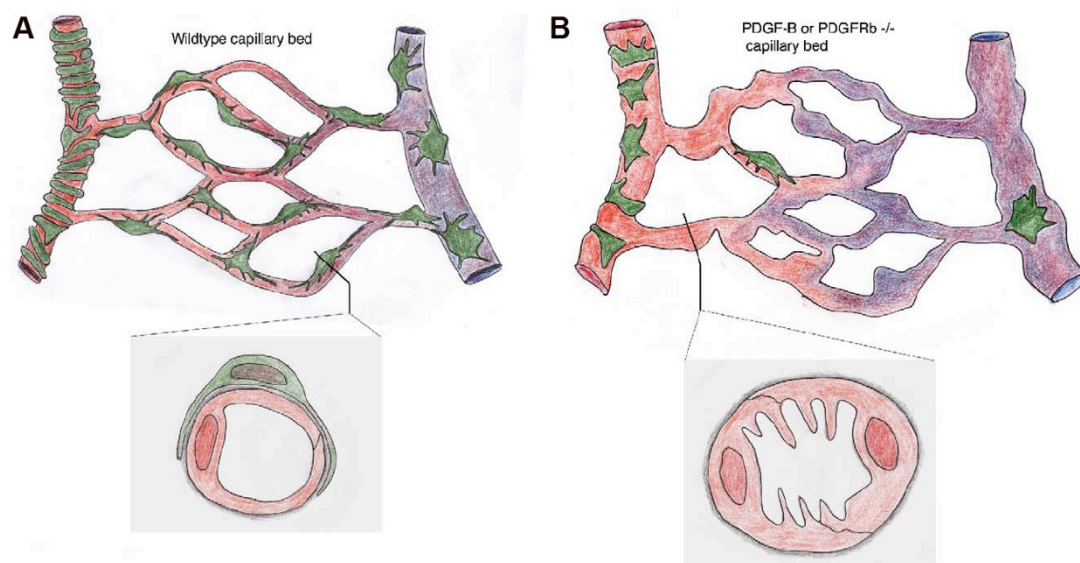 A
Wildtype capillary bed
B
PDGF-B or PDGFRb -/-
capillary bed